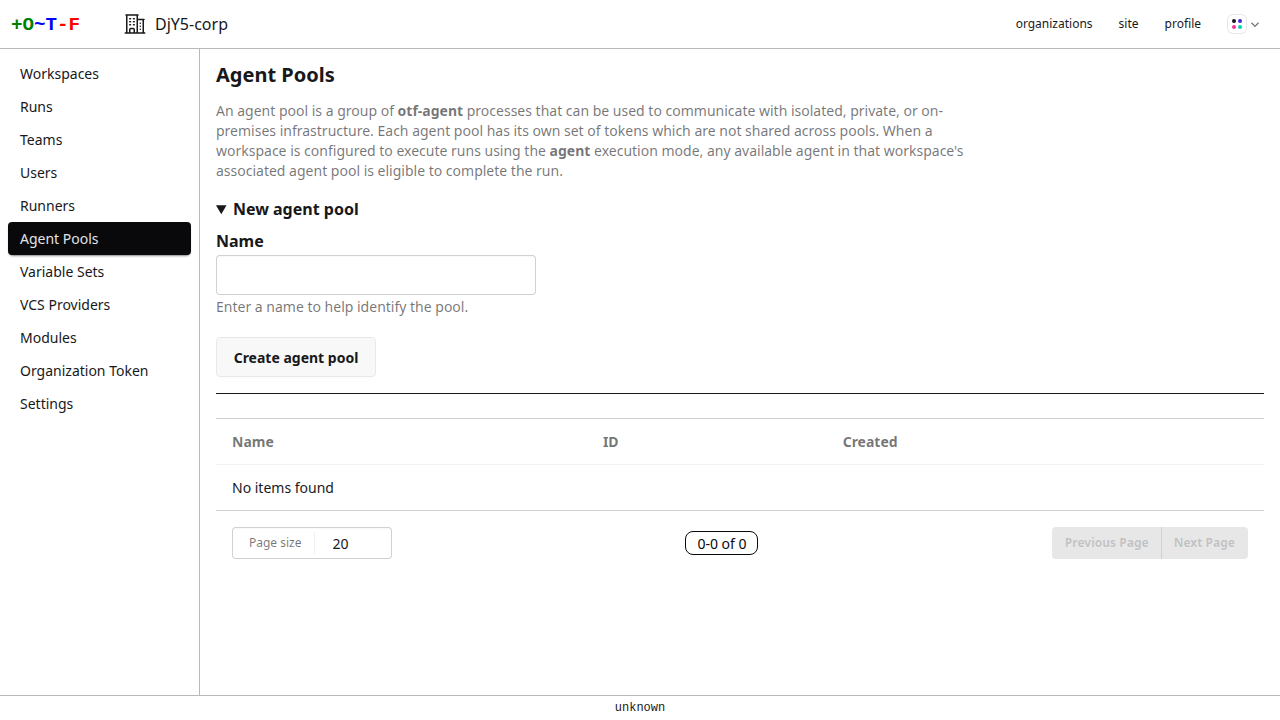 +O~T-F
DjY5-corp
organizations
site
profile
Workspaces
Runs
Teams
Users
Runners
Agent Pools
Variable Sets
VCS Providers
Modules
Organization Token
Settings
Agent Pools
An agent pool is a group of otf-agent processes that can be used to communicate with isolated, private, or on-
premises infrastructure. Each agent pool has its own set of tokens which are not shared across pools. When a
workspace is configured to execute runs using the agent execution mode, any available agent in that workspace's
associated agent pool is eligible to complete the run.
New agent pool
Name
Enter a name to help identify the pool.
Create agent pool
Name ID Created
No items found
Page size 20
0-0 of 0
Previous Page Next Page
unknown